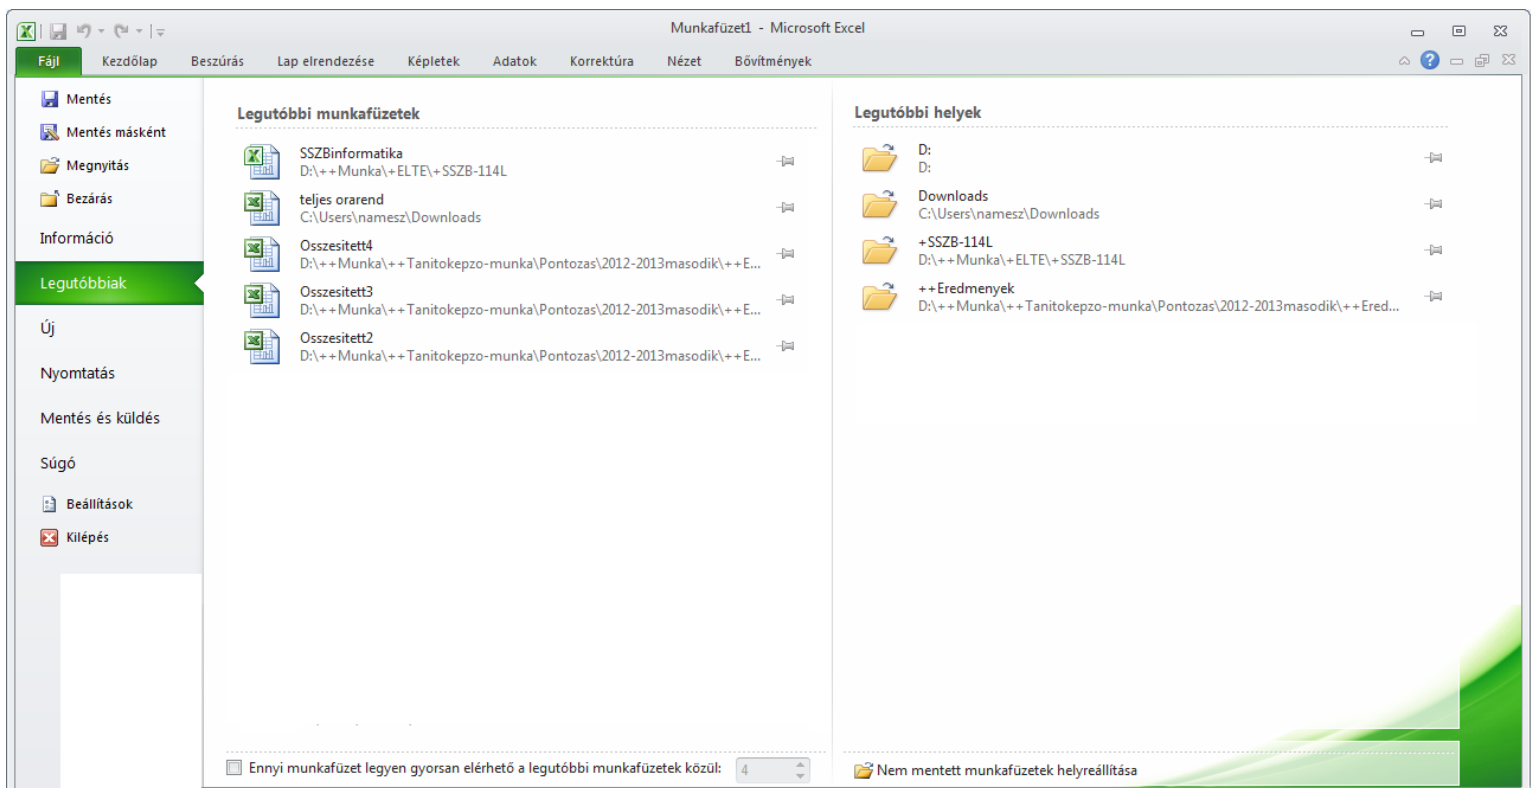 Munkafüzet1 - Microsoft Excel
Fájl Kezdőlap Beszúrás Lap elrendezése Képletek Adatok Korrektúra Nézet Bővítmények
Mentés
Mentés másként
Megnyitás
Bezárás
Információ
Legutóbbiak
Új
Nyomtatás
Mentés és küldés
Súgó
Beállítások
Kilépés
Legutóbbi munkafüzetek
SSZBinformatika
D:\++Munka\+ELTE\+SSZB-114L
teljes orarend
C:\Users\namesz\Downloads
Osszesitett4
D:\++Munka\++Tanitokepzo-munka\Pontozas\2012-2013masodik\++E...
Osszesitett3
D:\++Munka\++Tanitokepzo-munka\Pontozas\2012-2013masodik\++E...
Osszesitett2
D:\++Munka\++Tanitokepzo-munka\Pontozas\2012-2013masodik\++E...
Ennyi munkafüzet legyen gyorsan elérhető a legutóbbi munkafüzetek közül: 4
Legutóbbi helyek
D:
D:
Downloads
C:\Users\namesz\Downloads
+SSZB-114L
D:\++Munka\+ELTE\+SSZB-114L
++Eredmenyek
D:\++Munka\++Tanitokepzo-munka\Pontozas\2012-2013masodik\++Ered...
Nem mentett munkafüzetek helyreállítása